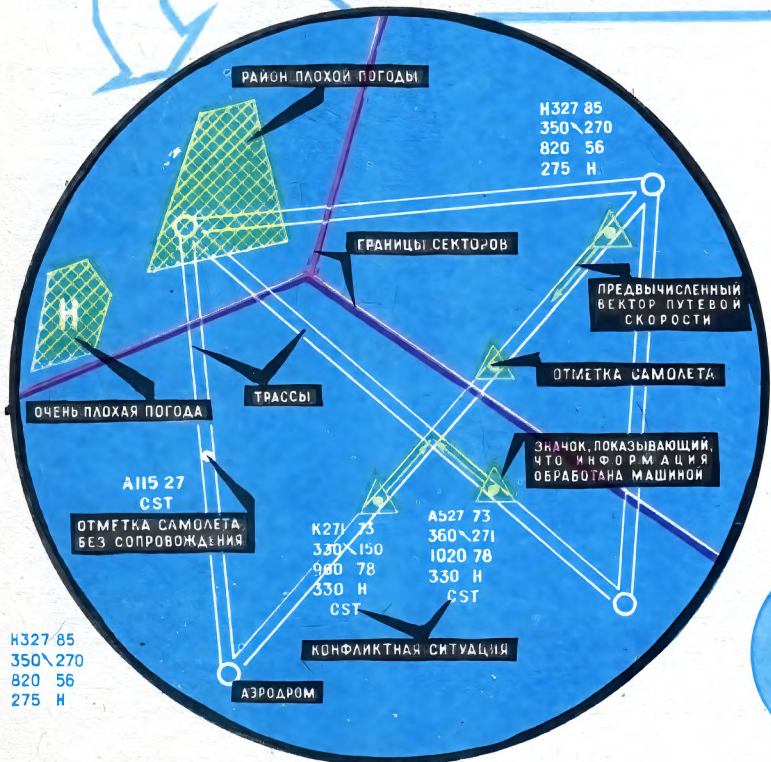 РАЙОН ПЛОХОЙ ПОГОДЫ
H327 85
350\270
820 56
275 H
ГРАНИЦЫ СЕКТОРОВ
ПРЕДВЫЧИСЛЕННЫЙ
ВЕКТОР ПУТЕВОЙ
СКОРОСТИ
H
ОТМЕТКА САМОЛЕТА
ОЧЕНЬ ПЛОХАЯ ПОГОДА
ТРАССЫ
ЗНАЧОК, ПОКАЗЫВАЮЩИЙ,
ЧТО ИНФОРМАЦИЯ
ОБРАБОТАНА МАШИНОЙ
A115 27
CST
ОТМЕТКА САМОЛЕТА
БЕЗ СОПРОВОЖДЕНИЯ
K271 73
330\150
960 78
330 H
CST
A527 73
360\271
1020 78
330 H
CST
КОНФЛИКТНАЯ СИТУАЦИЯ
H327 85
350\270
820 56
275 H
АЭРОДРОМ